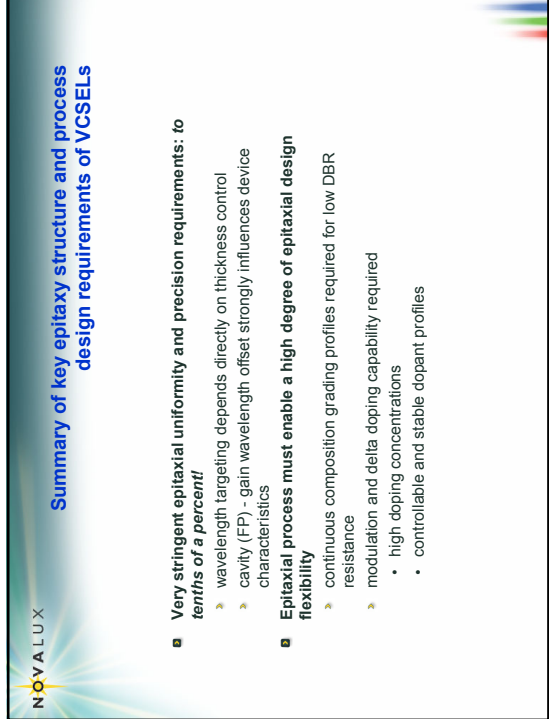 NOVALUX
Summary of key epitaxy structure and process
design requirements of VCSELs
Very stringent epitaxial uniformity and precision requirements: to
tenths of a percent!
wavelength targeting depends directly on thickness control
cavity (FP) - gain wavelength offset strongly influences device
characteristics
Epitaxial process must enable a high degree of epitaxial design
flexibility
continuous composition grading profiles required for low DBR
resistance
modulation and delta doping capability required
• high doping concentrations
• controllable and stable dopant profiles